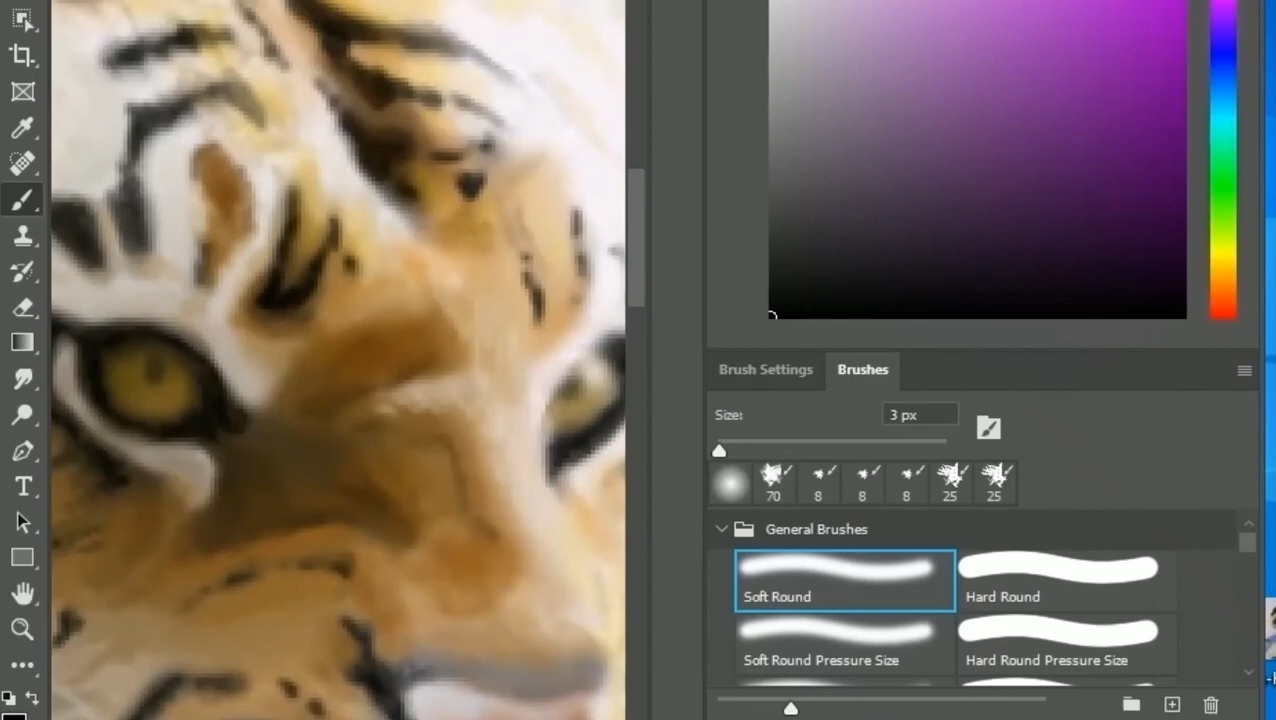 Brush Settings
Brushes
Size:
3 px
70
8
8
8
25
25
General Brushes
Soft Round
Hard Round
Soft Round Pressure Size
Hard Round Pressure Size